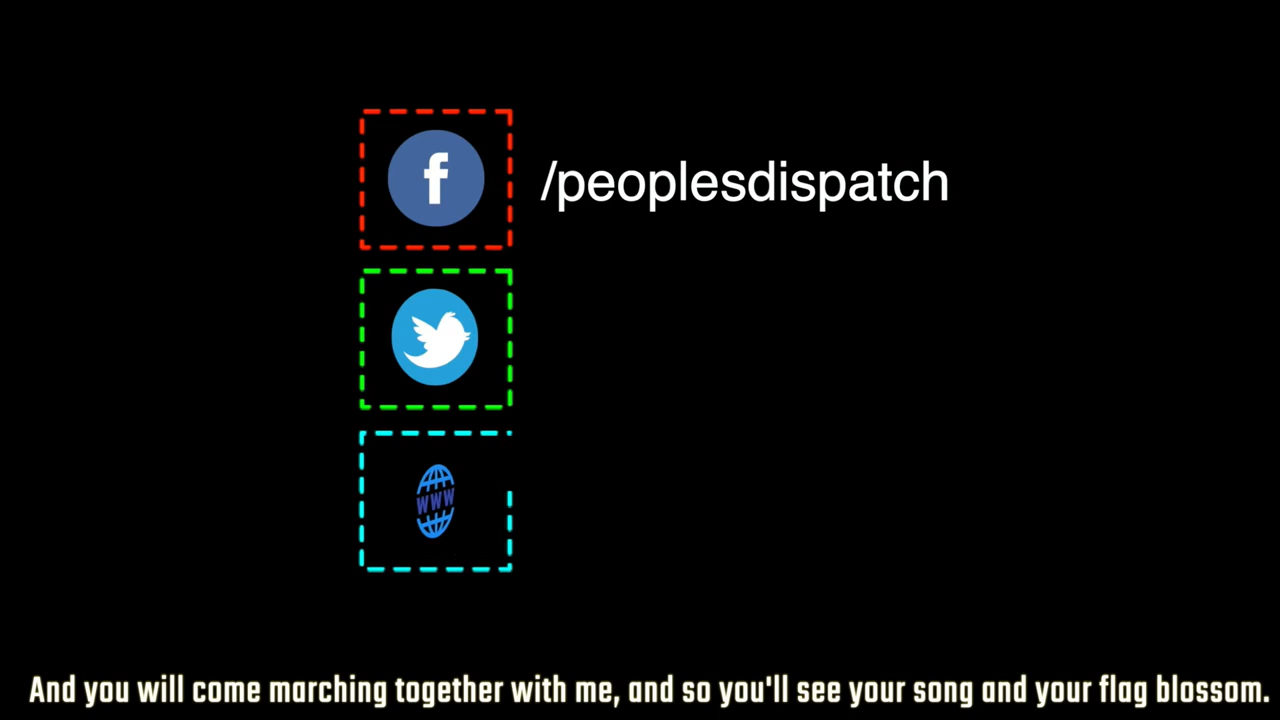 f
/peoplesdispatch
WWW
And you will come marching together with me, and so you'll see your song and your flag blossom.